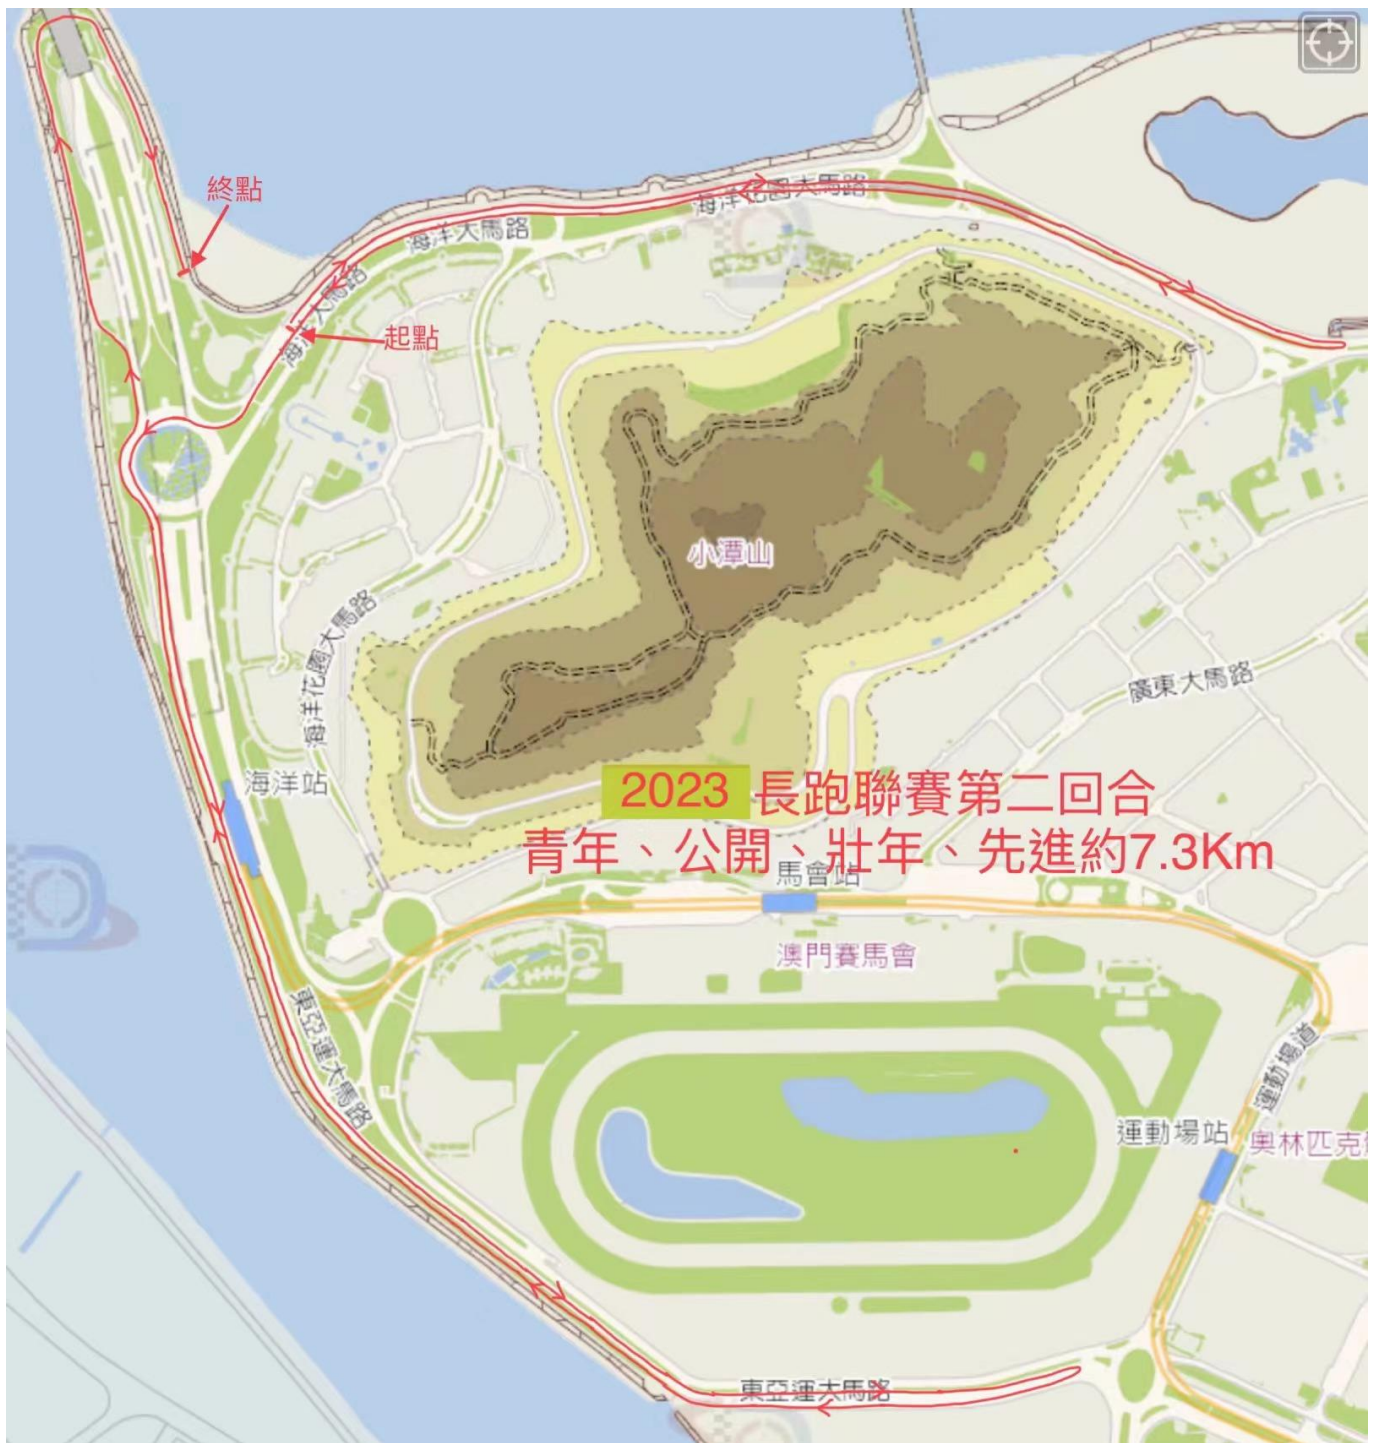 終點
海洋花園大馬路
海洋大馬路
海洋大馬路
起點
小潭山
海洋花園大馬路
廣東大馬路
海洋站
2023 長跑聯賽第二回合
青年、公開、壯年、先進約7.3Km
馬會站
澳門賽馬會
東亞運大馬路
運動場道
運動場站
奧林匹克
東亞運大馬路